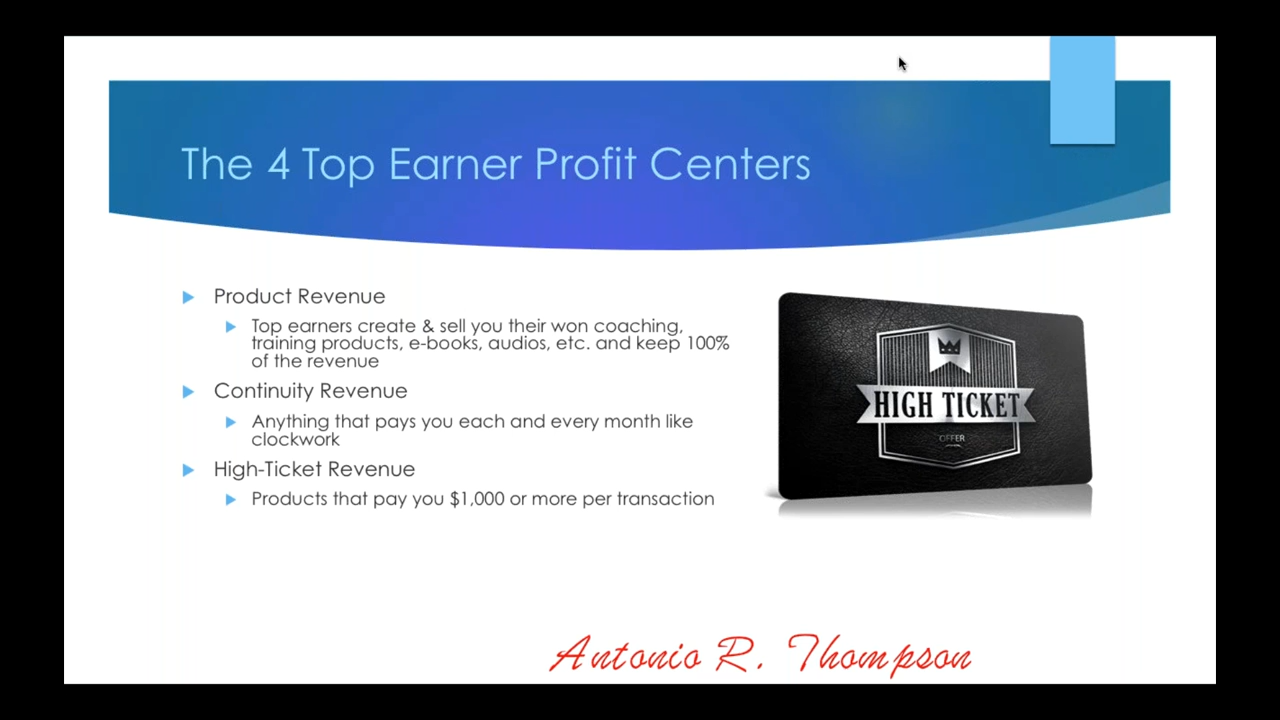 The 4 Top Earner Profit Centers
Product Revenue
Top earners create & sell you their won coaching,
training products, e-books, audios, etc. and keep 100%
of the revenue
Continuity Revenue
Anything that pays you each and every month like
clockwork
High-Ticket Revenue
Products that pay you $1,000 or more per transaction
HIGH TICKET
OFFER
Antonio R. Thompson